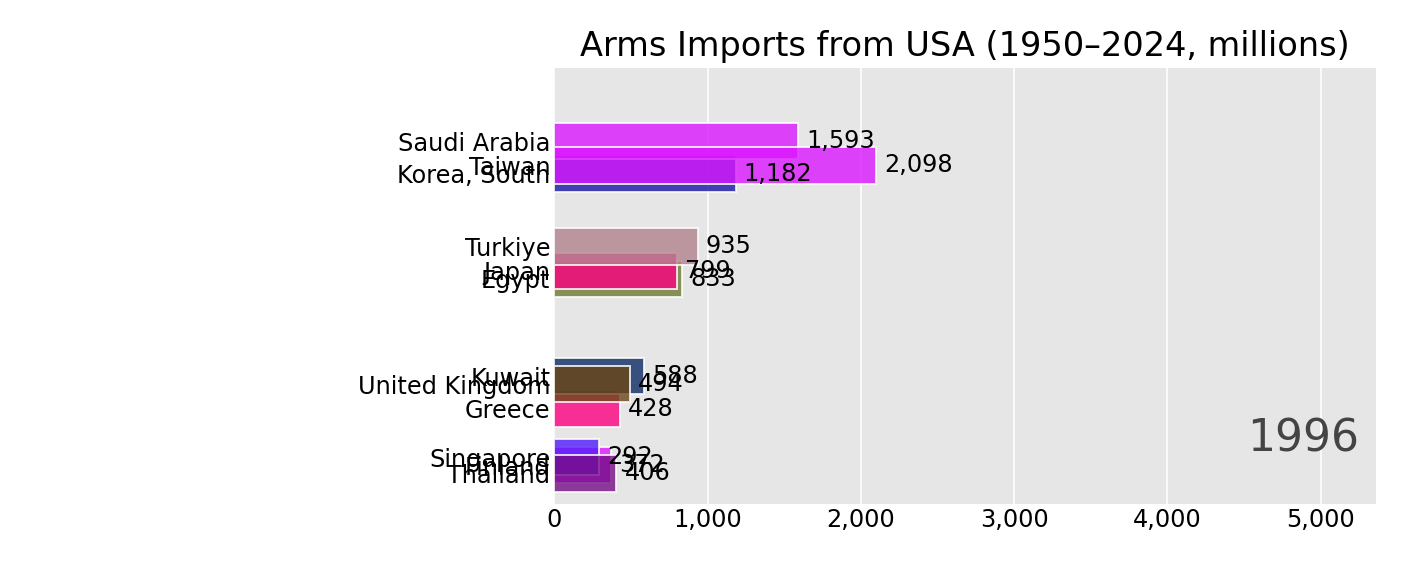 Arms Imports from USA (1950–2024, millions)
Saudi Arabia 1,593
Taiwan 2,098
Korea, South 1,182
Turkiye 935
Japan 799
Egypt 833
Kuwait 588
United Kingdom 494
Greece 428
Singapore 292
Finland 372
Thailand 406
1996
0 1,000 2,000 3,000 4,000 5,000